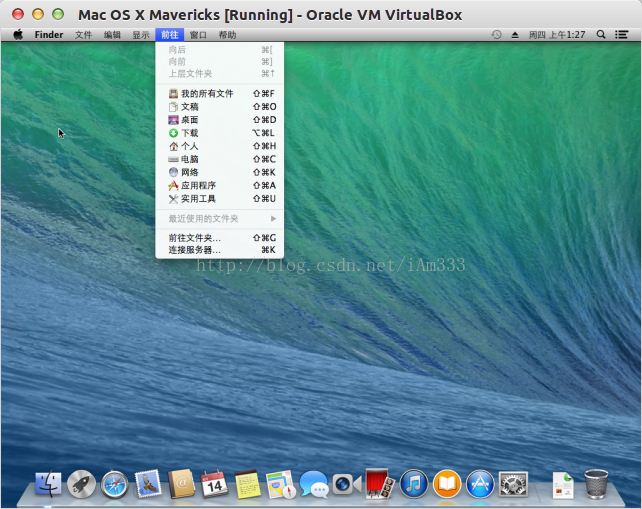 Mac OS X Mavericks [Running] - Oracle VM VirtualBox
Finder 文件 编辑 显示 前往 窗口 帮助 周四 上午1:27
向后 ⌘[
向前 ⌘]
上层文件夹 ⌘↑
我的所有文件 ⇧⌘F
文稿 ⇧⌘O
桌面 ⇧⌘D
下载 ⌥⌘L
个人 ⇧⌘H
电脑 ⇧⌘C
网络 ⇧⌘K
应用程序 ⇧⌘A
实用工具 ⇧⌘U
最近使用的文件夹 ▶
前往文件夹... ⇧⌘G
连接服务器... ⌘K
http://blog.csdn.net/iAm333
14